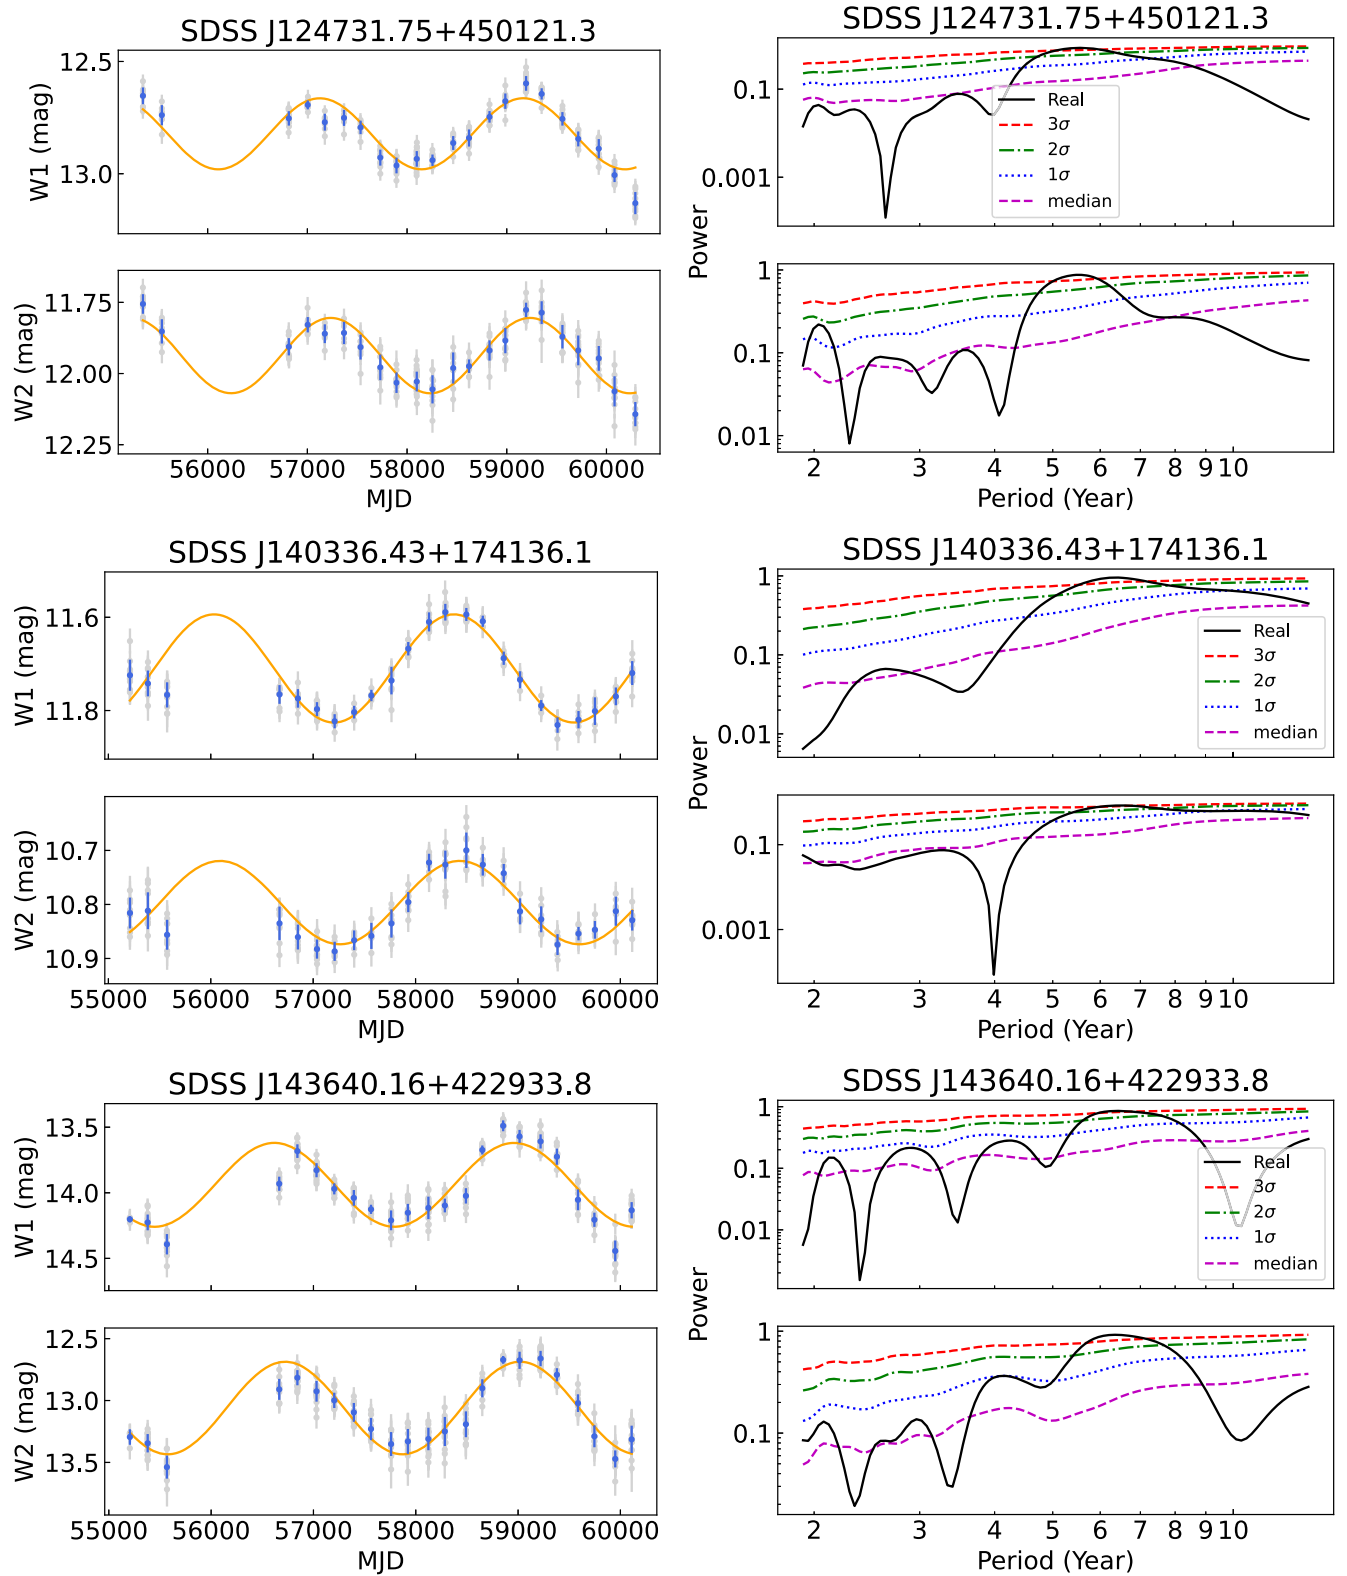 SDSS J124731.75+450121.3
12.5
13.0
W1 (mag)
11.75
12.00
12.25
W2 (mag)
56000 57000 58000 59000 60000
MJD
SDSS J124731.75+450121.3
0.1
0.001
Real
3σ
2σ
1σ
median
Power
1
0.1
0.01
2 3 4 5 6 7 8 9 10
Period (Year)
SDSS J140336.43+174136.1
11.6
11.8
W1 (mag)
10.7
10.8
10.9
W2 (mag)
55000 56000 57000 58000 59000 60000
MJD
SDSS J140336.43+174136.1
1
0.1
0.01
Real
3σ
2σ
1σ
median
Power
0.1
0.001
2 3 4 5 6 7 8 9 10
Period (Year)
SDSS J143640.16+422933.8
13.5
14.0
14.5
W1 (mag)
12.5
13.0
13.5
W2 (mag)
55000 56000 57000 58000 59000 60000
MJD
SDSS J143640.16+422933.8
1
0.1
0.01
Real
3σ
2σ
1σ
median
Power
1
0.1
2 3 4 5 6 7 8 9 10
Period (Year)